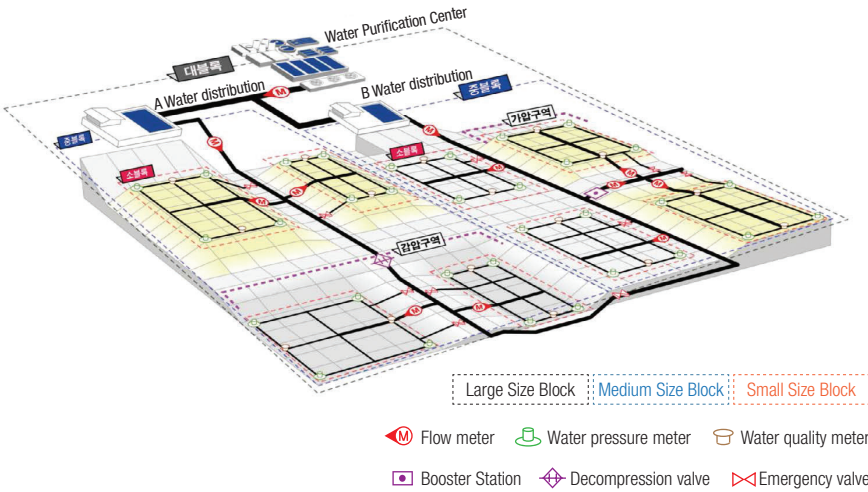 Water Purification Center
대블록
A Water distribution
B Water distribution
중블록
중블록
가압구역
소블록
소블록
감압구역
Large Size Block
Medium Size Block
Small Size Block
M Flow meter
Water pressure meter
Water quality meter
Booster Station
Decompression valve
Emergency valve